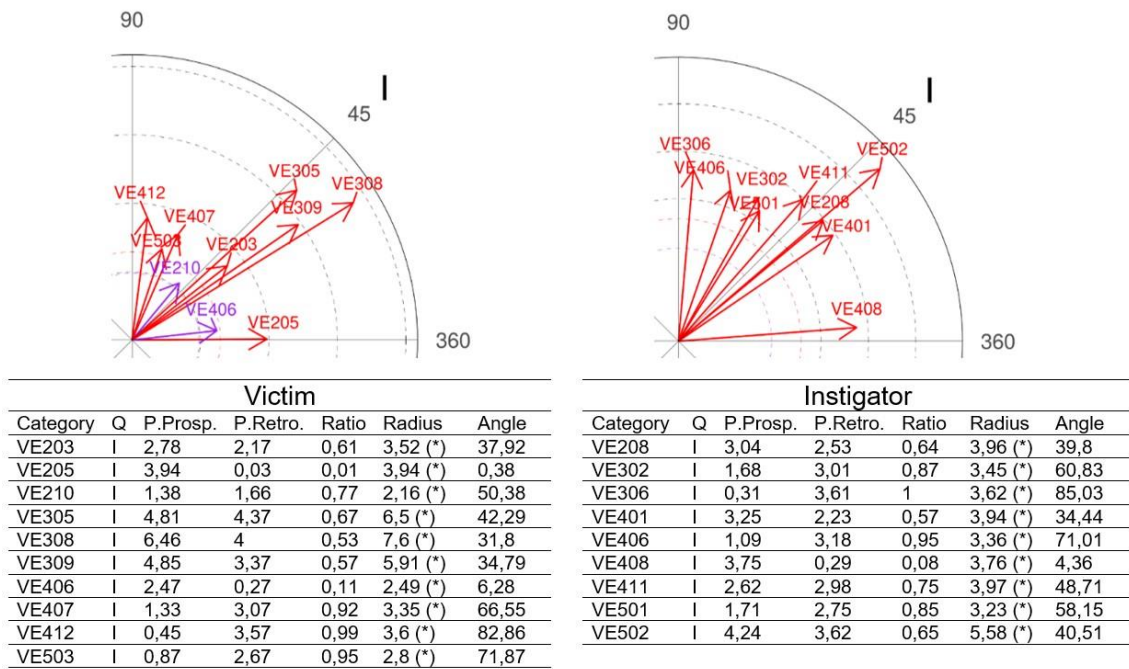 90
I
45
VE412
VE305
VE308
VE407
VE309
VE503
VE203
VE210
VE406
VE205
360
90
I
45
VE306
VE502
VE406
VE302
VE411
VE501
VE208
VE401
VE408
360
Victim
Category Q P.Prosp. P.Retro. Ratio Radius Angle
VE203 I 2,78 2,17 0,61 3,52 (*) 37,92
VE205 I 3,94 0,03 0,01 3,94 (*) 0,38
VE210 I 1,38 1,66 0,77 2,16 (*) 50,38
VE305 I 4,81 4,37 0,67 6,5 (*) 42,29
VE308 I 6,46 4 0,53 7,6 (*) 31,8
VE309 I 4,85 3,37 0,57 5,91 (*) 34,79
VE406 I 2,47 0,27 0,11 2,49 (*) 6,28
VE407 I 1,33 3,07 0,92 3,35 (*) 66,55
VE412 I 0,45 3,57 0,99 3,6 (*) 82,86
VE503 I 0,87 2,67 0,95 2,8 (*) 71,87
Instigator
Category Q P.Prosp. P.Retro. Ratio Radius Angle
VE208 I 3,04 2,53 0,64 3,96 (*) 39,8
VE302 I 1,68 3,01 0,87 3,45 (*) 60,83
VE306 I 0,31 3,61 1 3,62 (*) 85,03
VE401 I 3,25 2,23 0,57 3,94 (*) 34,44
VE406 I 1,09 3,18 0,95 3,36 (*) 71,01
VE408 I 3,75 0,29 0,08 3,76 (*) 4,36
VE411 I 2,62 2,98 0,75 3,97 (*) 48,71
VE501 I 1,71 2,75 0,85 3,23 (*) 58,15
VE502 I 4,24 3,62 0,65 5,58 (*) 40,51